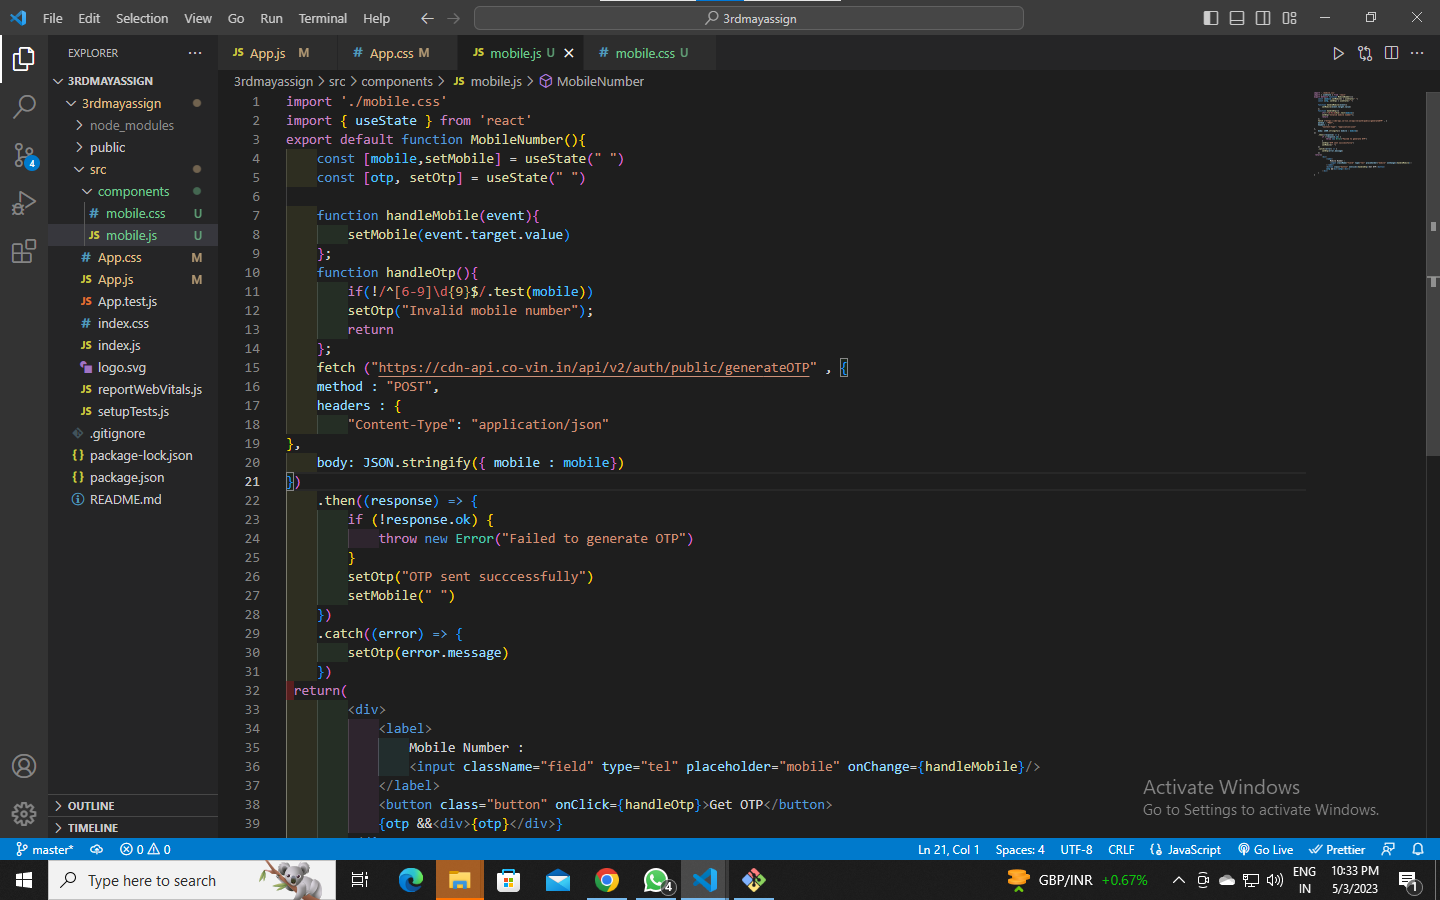 File Edit Selection View Go Run Terminal Help
3rdmayassign
EXPLORER
App.js M
App.css M
mobile.js U
mobile.css U
3RDMAYASSIGN
3rdmayassign
node_modules
public
src
components
mobile.css U
mobile.js U
App.css M
App.js M
App.test.js
index.css
index.js
logo.svg
reportWebVitals.js
setupTests.js
.gitignore
package-lock.json
package.json
README.md
OUTLINE
TIMELINE
4
3rdmayassign > src > components > JS mobile.js > MobileNumber
1 import './mobile.css'
2 import { useState } from 'react'
3 export default function MobileNumber(){
4 const [mobile,setMobile] = useState(" ")
5 const [otp, setOtp] = useState(" ")
6
7 function handleMobile(event){
8 setMobile(event.target.value)
9 };
10 function handleOtp(){
11 if(!/^[6-9]\d{9}$/.test(mobile))
12 setOtp("Invalid mobile number");
13 return
14 };
15 fetch ("https://cdn-api.co-vin.in/api/v2/auth/public/generateOTP" , {
16 method : "POST",
17 headers : {
18 "Content-Type": "application/json"
19 },
20 body: JSON.stringify({ mobile : mobile})
21 })
22 .then((response) => {
23 if (!response.ok) {
24 throw new Error("Failed to generate OTP")
25 }
26 setOtp("OTP sent succcessfully")
27 setMobile(" ")
28 })
29 .catch((error) => {
30 setOtp(error.message)
31 })
32 return(
33 <div>
34 <label>
35 Mobile Number :
36 <input className="field" type="tel" placeholder="mobile" onChange={handleMobile}/>
37 </label>
38 <button class="button" onClick={handleOtp}>Get OTP</button>
39 {otp &&<div>{otp}</div>}
Activate Windows
Go to Settings to activate Windows.
master* 0 0
Ln 21, Col 1 Spaces: 4 UTF-8 CRLF JavaScript Go Live Prettier
Type here to search
4
GBP/INR +0.67%
ENG
IN
10:33 PM
5/3/2023
1